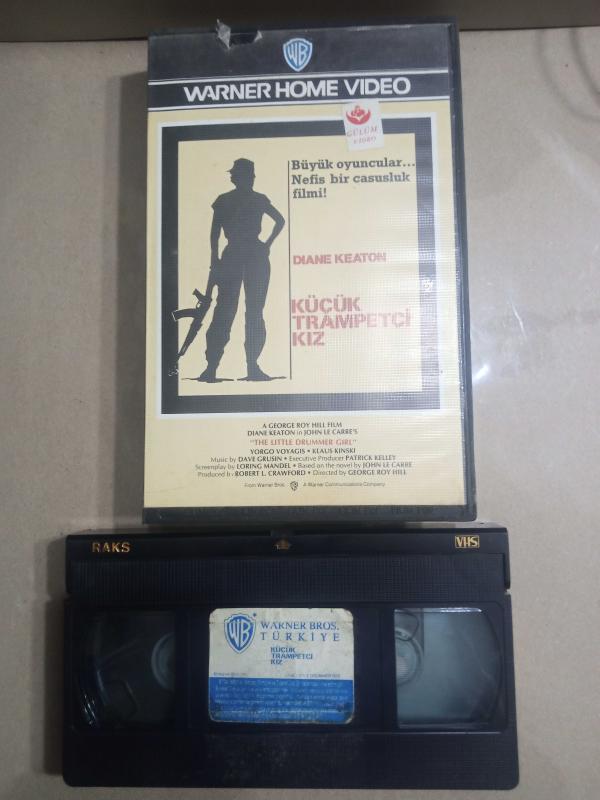 WB
WARNER HOME VIDEO
GÜLÜM
VİDEO
Büyük oyuncular...
Nefis bir casusluk
filmi!
DIANE KEATON
KÜÇÜK
TRAMPETÇİ
KIZ
A GEORGE ROY HILL FILM
DIANE KEATON in JOHN LE CARRE'S
"THE LITTLE DRUMMER GIRL"
YORGO VOYAGIS • KLAUS KINSKI
Music by DAVE GRUSIN • Executive Producer PATRICK KELLEY
Screenplay by LORING MANDEL • Based on the novel by JOHN LE CARRE
Produced by ROBERT L. CRAWFORD • Directed by GEORGE ROY HILL
From Warner Bros. WB A Warner Communications Company
RAKS
VHS
WB
WARNER BROS.
TÜRKİYE
KÜÇÜK
TRAMPETÇİ
KIZ